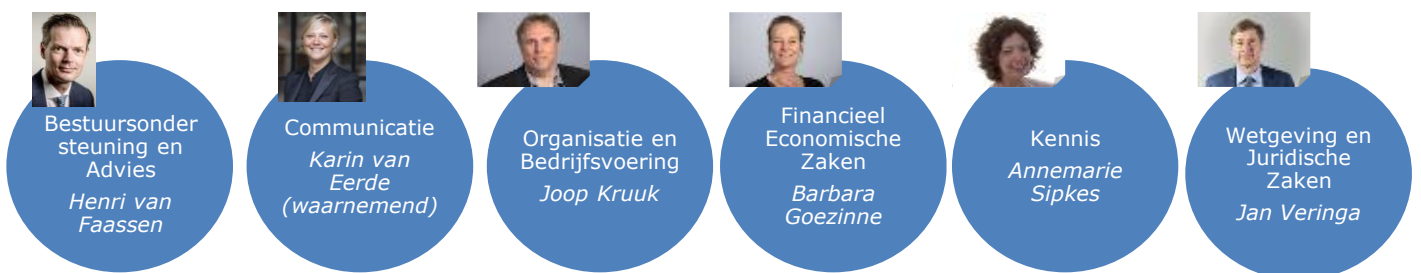 Bestuursonder
steuning en
Advies
Henri van
Faassen
Communicatie
Karin van
Eerde
(waarnemend)
Organisatie en
Bedrijfsvoering
Joop Kruuk
Financieel
Economische
Zaken
Barbara
Goezinne
Kennis
Annemarie
Sipkes
Wetgeving en
Juridische
Zaken
Jan Veringa